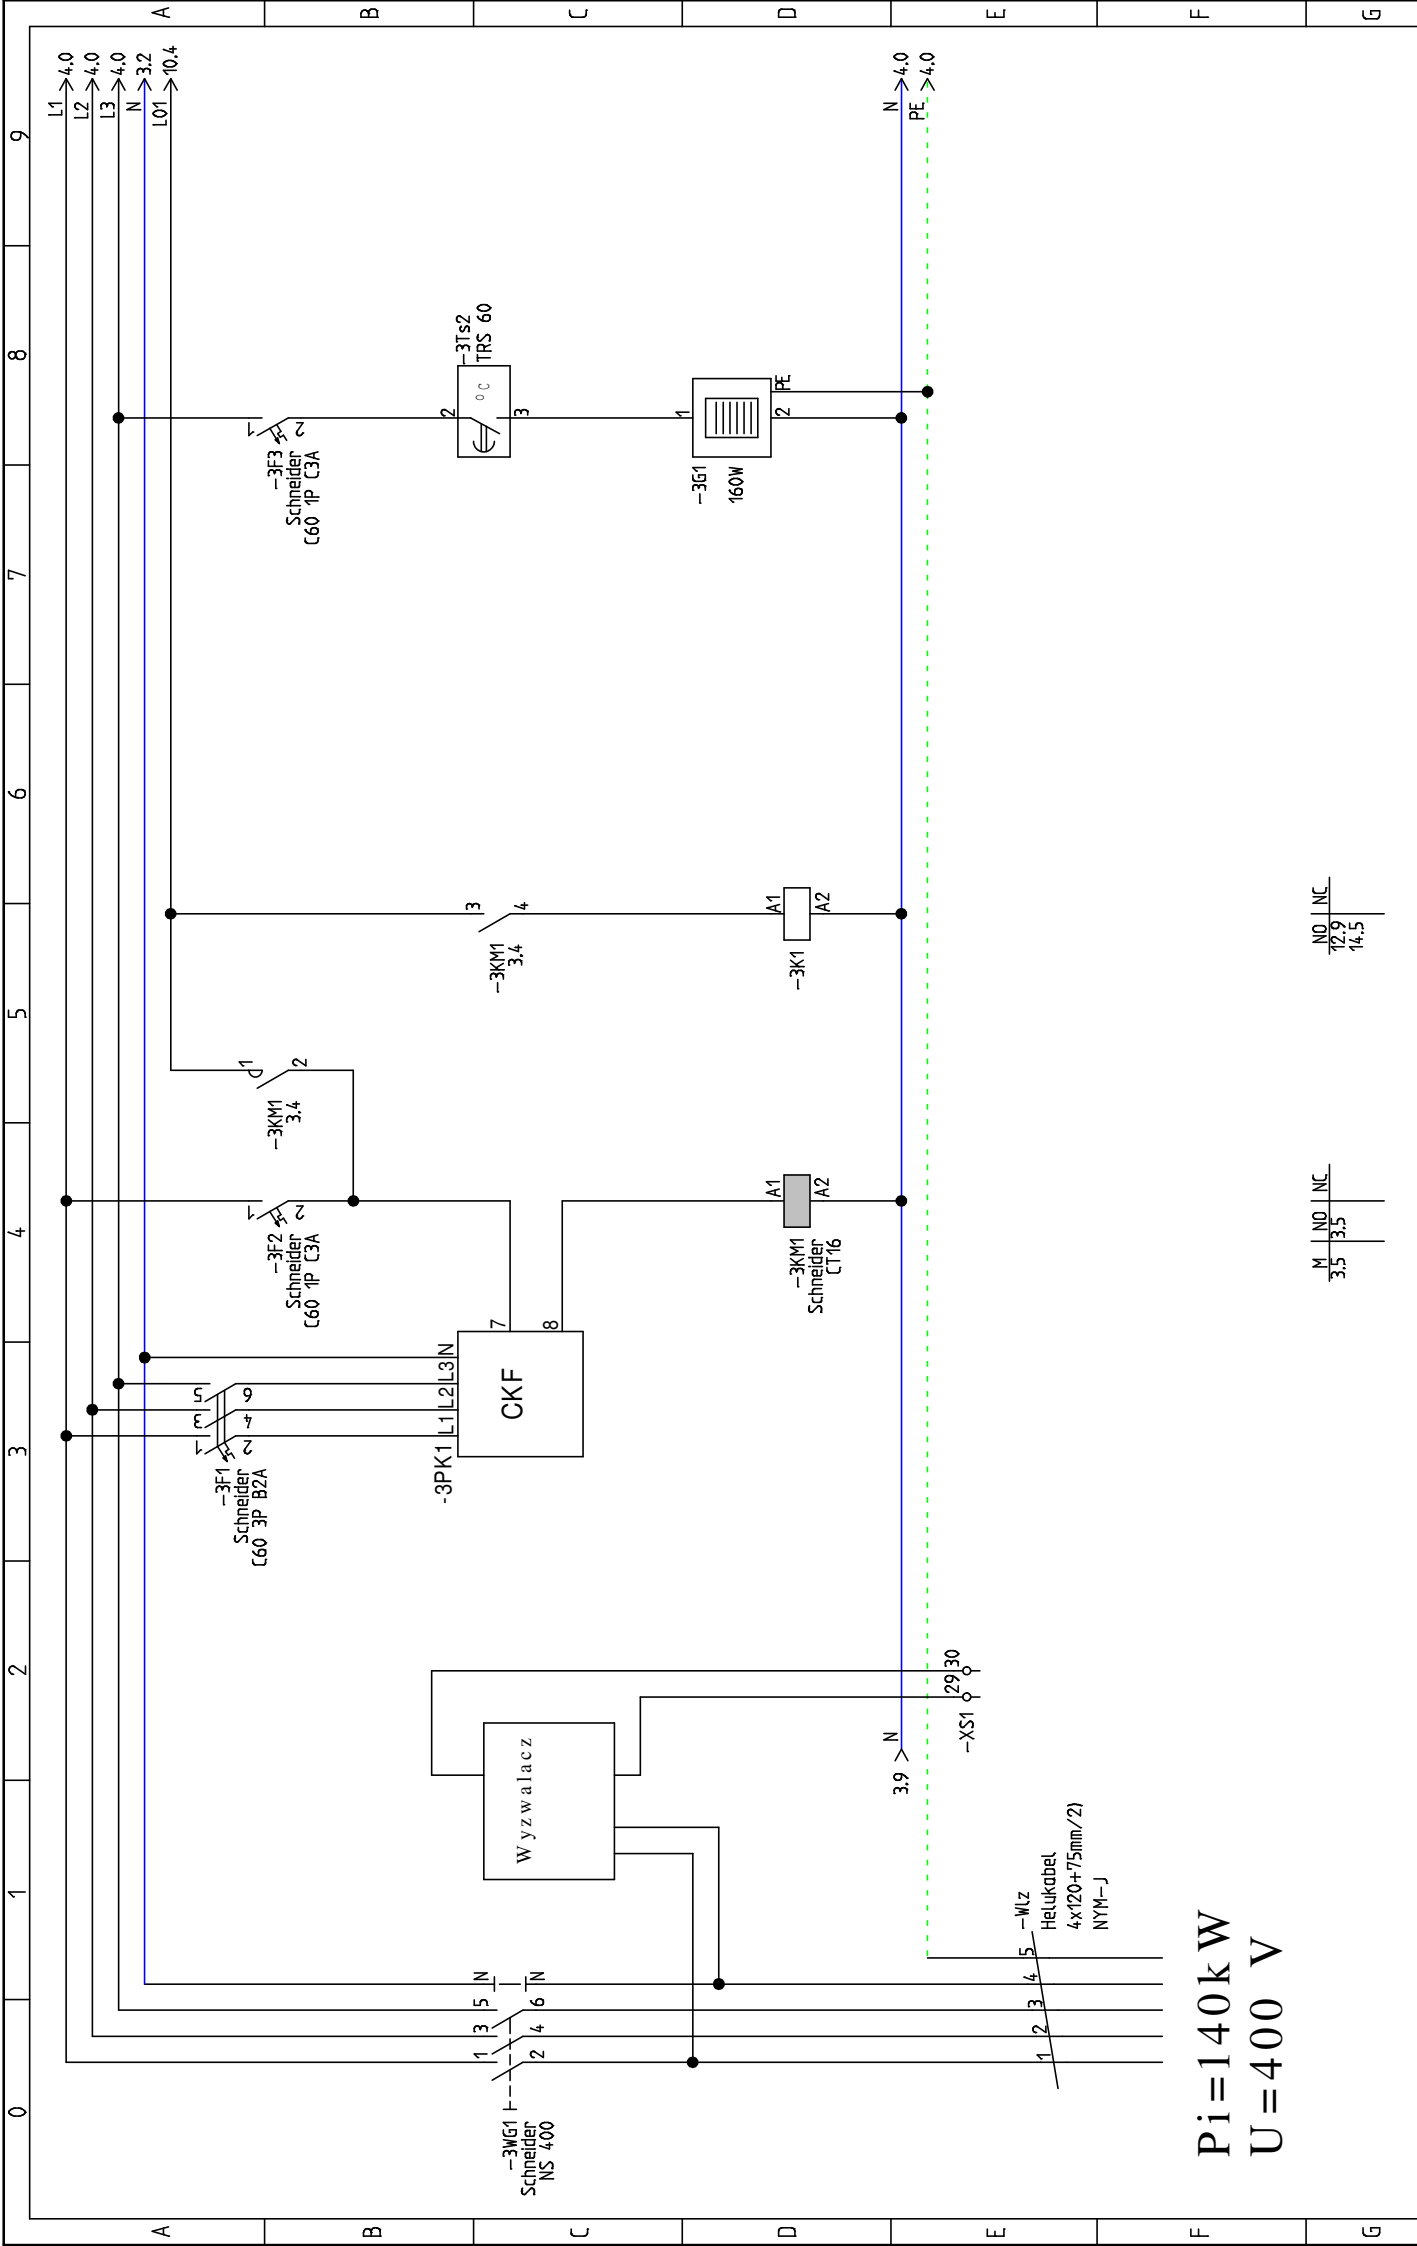 0 1 2 3 4 5 6 7 8 9
A
B
C
D
E
F
G
A
B
C
D
E
F
G
L1 4.0
L2 4.0
L3 4.0
N 3.2
L01 10.4
-3WG1
Schneider
NS 400
1 3 5 N
2 4 6 N
Wyzwalacz
-3F1
Schneider
C60 3P B2A
1 3 5
2 4 6
-3PK1
L1 L2 L3 N
CKF
7
8
-3F2
Schneider
C60 1P C3A
1
2
-3KM1
3.4
1
2
-3KM1
Schneider
CT16
A1
A2
-3KM1
3.4
3
4
-3K1
A1
A2
-3F3
Schneider
C60 1P C3A
1
2
-3Ts2
TRS 60
°C
2
3
-3G1
160W
1
2
PE
3.9 N
N 4.0
PE 4.0
-XS1
29 30
1 2 3 4 5
-Wlz
Helukabel
4x120+75mm/2)
NYM-J
Pi=140kW
U=400 V
M NO NC
3.5 3.5
NO NC
12.9
14.5